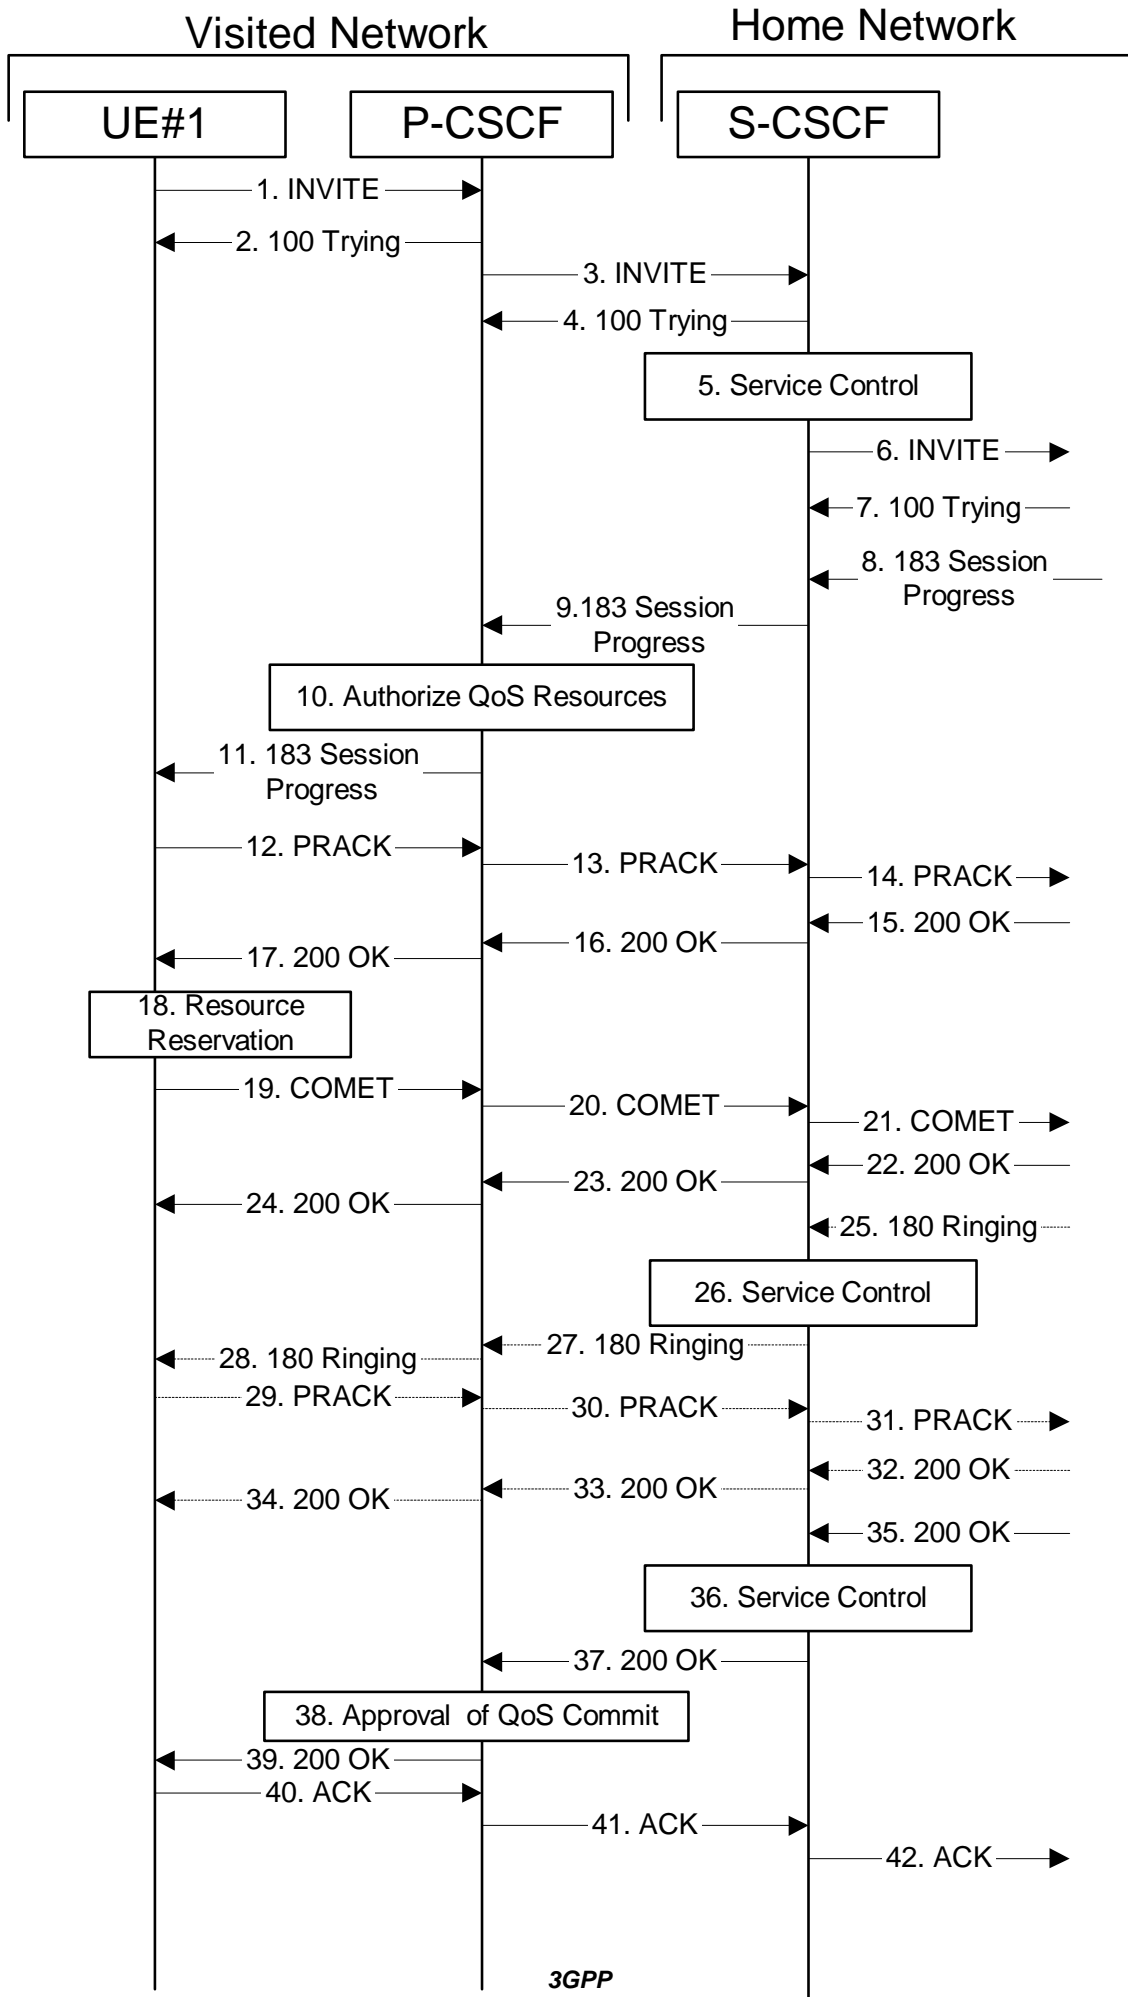 Visited Network
Home Network
UE#1
P-CSCF
S-CSCF
1. INVITE
2. 100 Trying
3. INVITE
4. 100 Trying
5. Service Control
6. INVITE
7. 100 Trying
8. 183 Session
Progress
9.183 Session
Progress
10. Authorize QoS Resources
11. 183 Session
Progress
12. PRACK
13. PRACK
14. PRACK
15. 200 OK
16. 200 OK
17. 200 OK
18. Resource
Reservation
19. COMET
20. COMET
21. COMET
22. 200 OK
23. 200 OK
24. 200 OK
25. 180 Ringing
26. Service Control
27. 180 Ringing
28. 180 Ringing
29. PRACK
30. PRACK
31. PRACK
32. 200 OK
33. 200 OK
34. 200 OK
35. 200 OK
36. Service Control
37. 200 OK
38. Approval of QoS Commit
39. 200 OK
40. ACK
41. ACK
42. ACK
3GPP